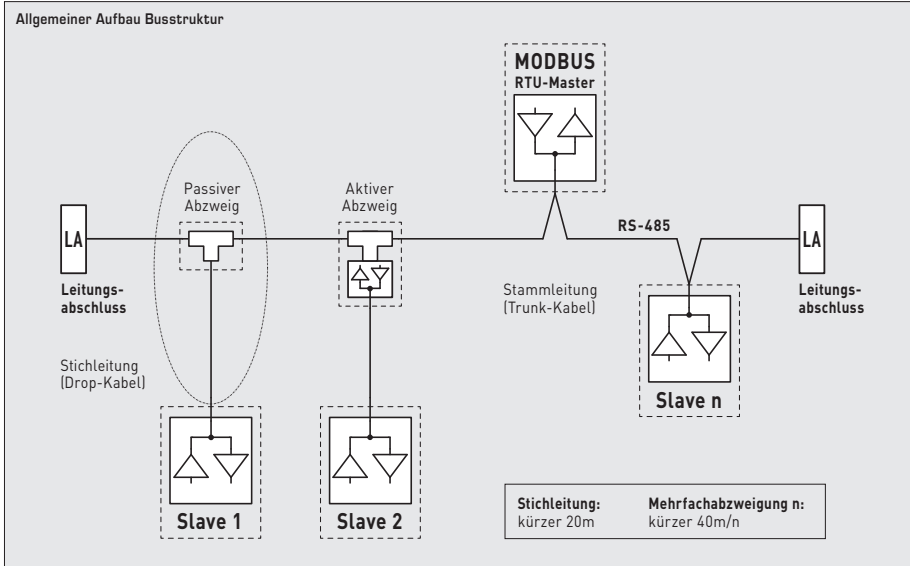 Allgemeiner Aufbau Busstruktur
MODBUS
RTU-Master
Passiver
Abzweig
Aktiver
Abzweig
LA
RS-485
LA
Leitungs-
abschluss
Stammleitung
(Trunk-Kabel)
Leitungs-
abschluss
Stichleitung
(Drop-Kabel)
Slave n
Slave 1
Slave 2
Stichleitung:
kürzer 20m
Mehrfachabzweigung n:
kürzer 40m/n